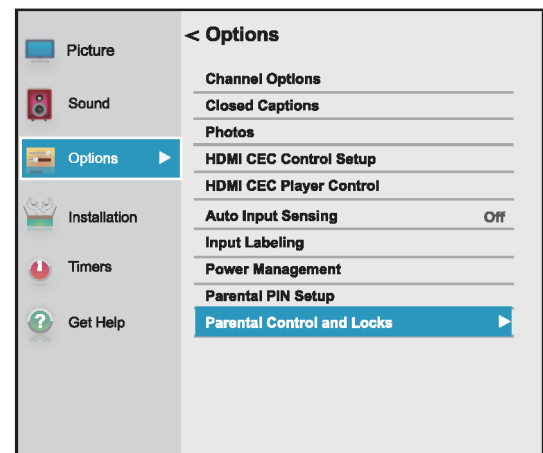 Picture
Sound
Options
Installation
Timers
Get Help
< Options
Channel Options
Closed Captions
Photos
HDMI CEC Control Setup
HDMI CEC Player Control
Auto Input Sensing Off
Input Labeling
Power Management
Parental PIN Setup
Parental Control and Locks